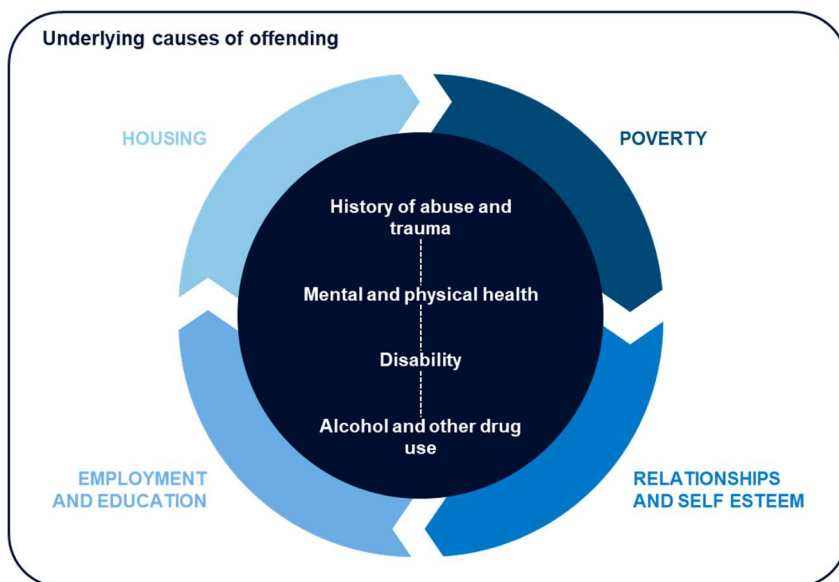 Underlying causes of offending
HOUSING
POVERTY
History of abuse and
trauma
Mental and physical health
Disability
Alcohol and other drug
use
EMPLOYMENT
AND EDUCATION
RELATIONSHIPS
AND SELF ESTEEM